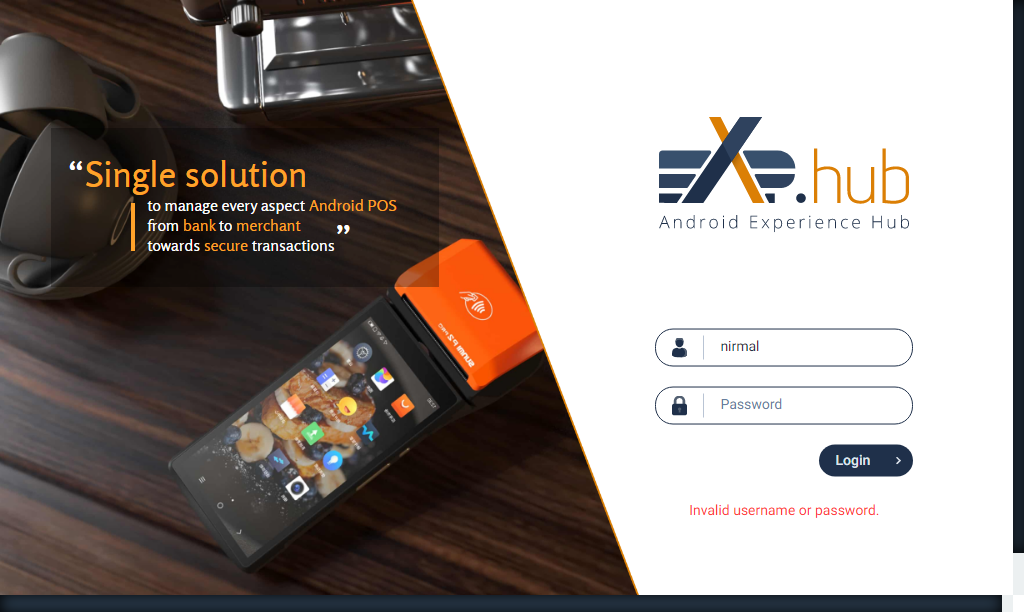 “Single solution
to manage every aspect Android POS
from bank to merchant
towards secure transactions ”
EXP.hub
Android Experience Hub
nirmal
Password
Login
Invalid username or password.